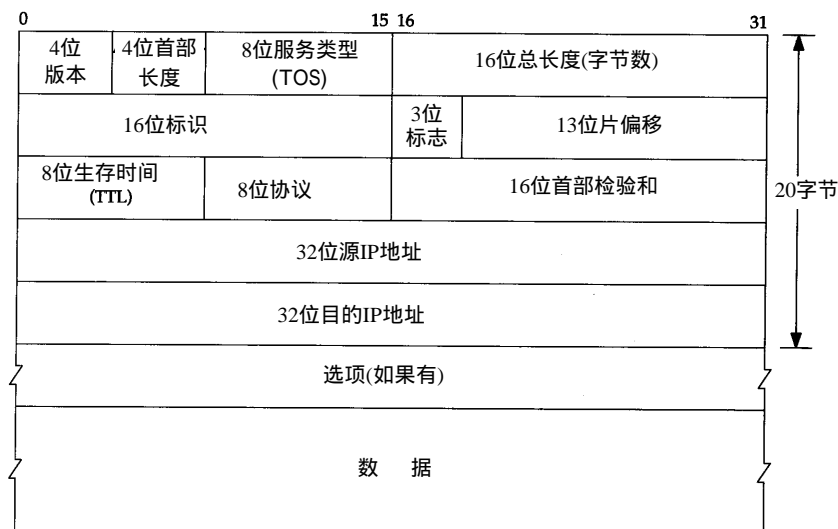 0 15 16 31
4位
版本
4位首部
长度
8位服务类型
(TOS)
16位总长度(字节数)
16位标识
3位
标志
13位片偏移
8位生存时间
(TTL)
8位协议
16位首部检验和
20字节
32位源IP地址
32位目的IP地址
选项(如果有)
数 据